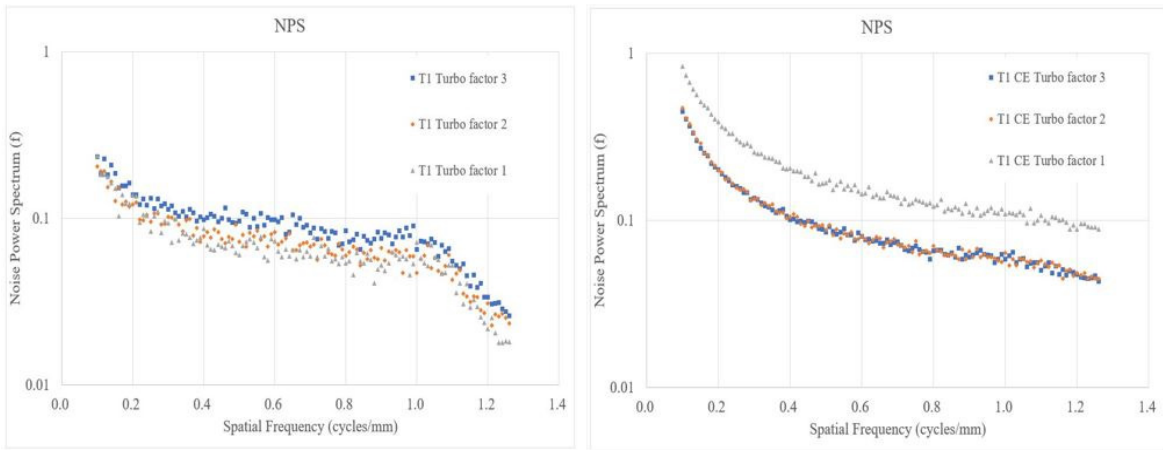 NPS
1
T1 Turbo factor 3
T1 Turbo factor 2
T1 Turbo factor 1
Noise Power Spectrum (f)
0.1
0.01
0.0 0.2 0.4 0.6 0.8 1.0 1.2 1.4
Spatial Frequency (cycles/mm)
NPS
1
T1 CE Turbo factor 3
T1 CE Turbo factor 2
T1 CE Turbo factor 1
Noise Power Spectrum (f)
0.1
0.01
0.0 0.2 0.4 0.6 0.8 1.0 1.2 1.4
Spatial Frequency (cycles/mm)